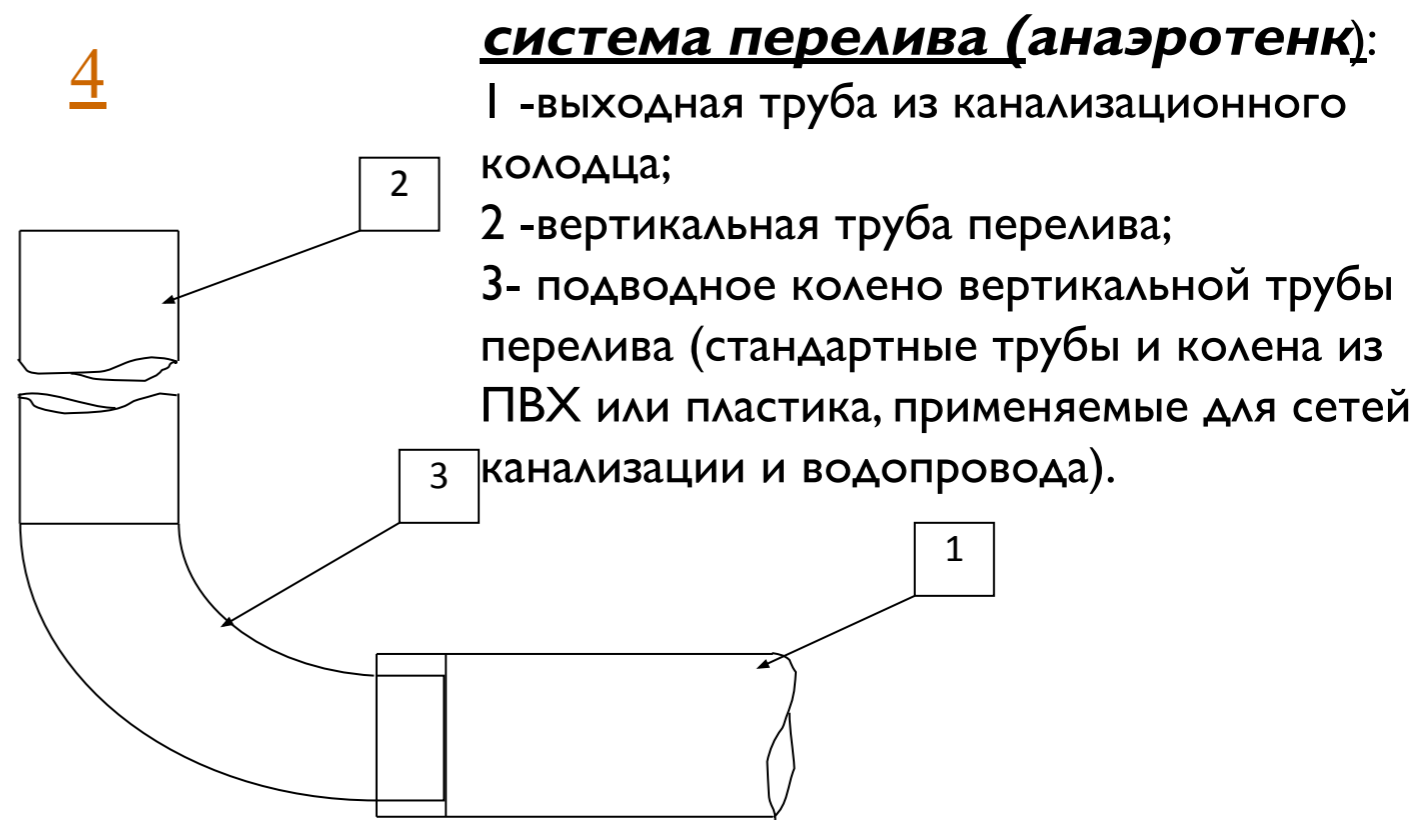 4
система перелива (анаэротенк):
1 -выходная труба из канализационного
колодца;
2 -вертикальная труба перелива;
3- подводное колено вертикальной трубы
перелива (стандартные трубы и колена из
ПВХ или пластика, применяемые для сетей
канализации и водопровода).
2
3
1